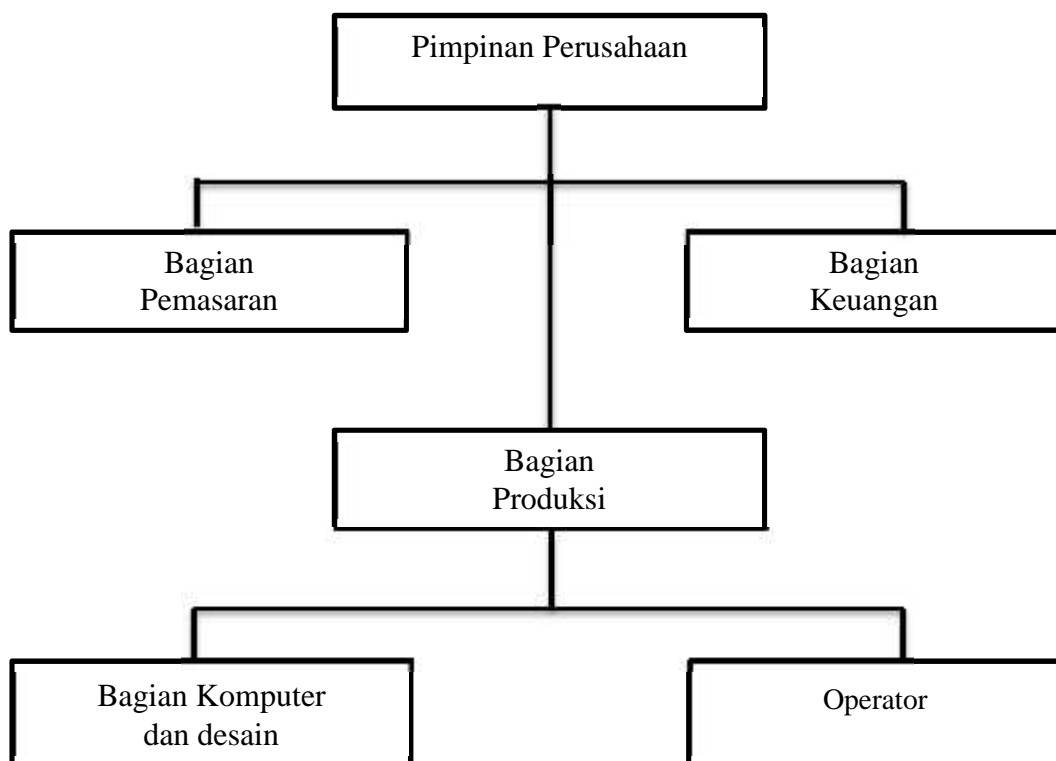 Pimpinan Perusahaan
Bagian
Pemasaran
Bagian
Keuangan
Bagian
Produksi
Bagian Komputer
dan desain
Operator